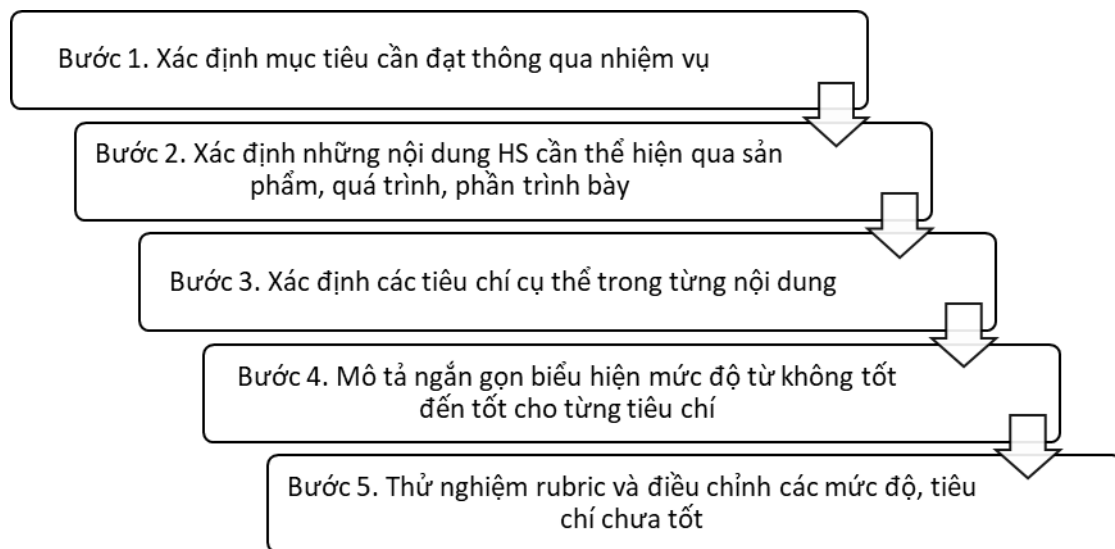 Bước 1. Xác định mục tiêu cần đạt thông qua nhiệm vụ
Bước 2. Xác định những nội dung HS cần thể hiện qua sản
phẩm, quá trình, phần trình bày
Bước 3. Xác định các tiêu chí cụ thể trong từng nội dung
Bước 4. Mô tả ngắn gọn biểu hiện mức độ từ không tốt
đến tốt cho từng tiêu chí
Bước 5. Thử nghiệm rubric và điều chỉnh các mức độ, tiêu
chí chưa tốt